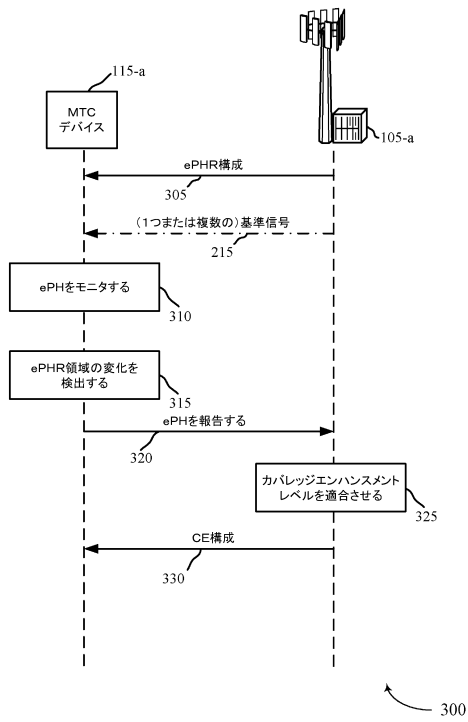 115-a
MTC
デバイス
105-a
ePHR構成
305
(1つまたは複数の)基準信号
215
ePHをモニタする
310
ePHR領域の変化を
検出する
315
ePHを報告する
320
カバレッジエンハンスメント
レベルを適合させる
325
CE構成
330
300